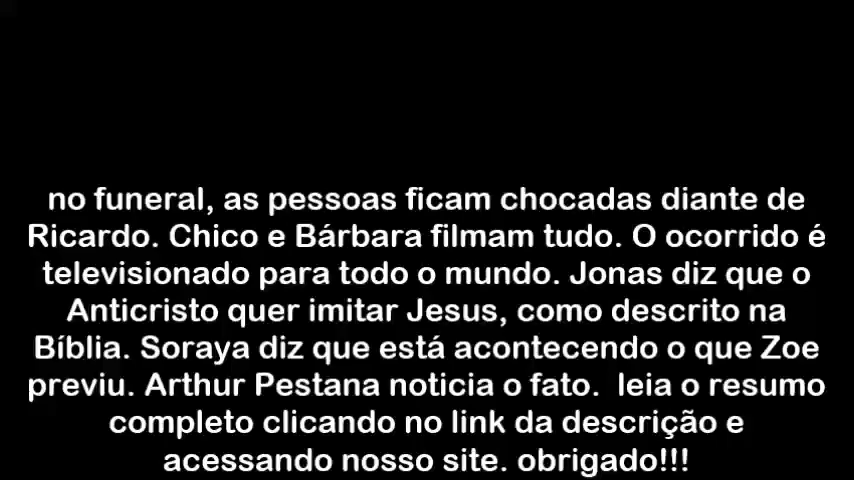 no funeral, as pessoas ficam chocadas diante de
Ricardo. Chico e Bárbara filmam tudo. O ocorrido é
televisionado para todo o mundo. Jonas diz que o
Anticristo quer imitar Jesus, como descrito na
Bíblia. Soraya diz que está acontecendo o que Zoe
previu. Arthur Pestana noticia o fato.  leia o resumo
completo clicando no link da descrição e
acessando nosso site. obrigado!!!